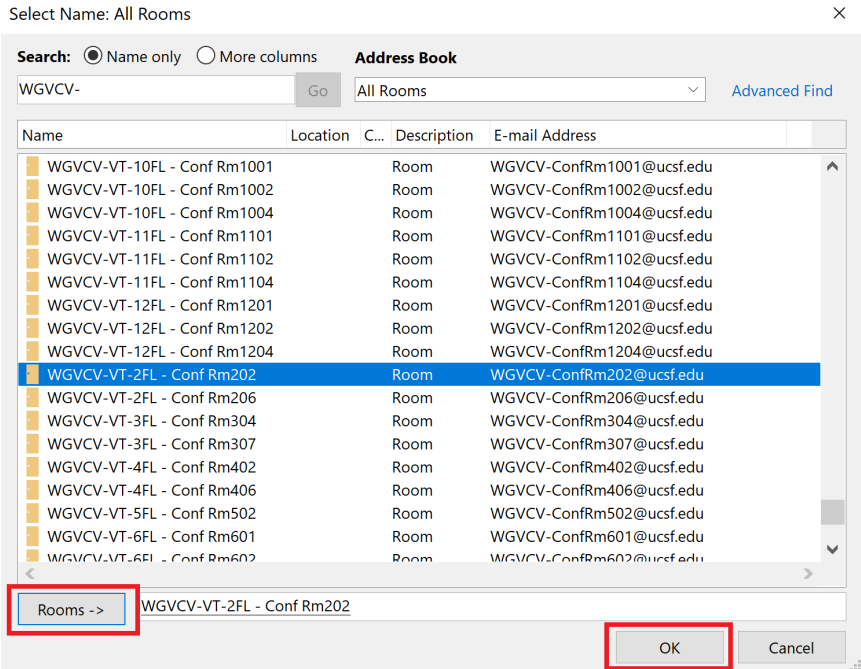 Select Name: All Rooms
Search: Name only More columns Address Book
WGVCV- Go All Rooms Advanced Find
Name Location C... Description E-mail Address
WGVCV-VT-10FL - Conf Rm1001 Room WGVCV-ConfRm1001@ucsf.edu
WGVCV-VT-10FL - Conf Rm1002 Room WGVCV-ConfRm1002@ucsf.edu
WGVCV-VT-10FL - Conf Rm1004 Room WGVCV-ConfRm1004@ucsf.edu
WGVCV-VT-11FL - Conf Rm1101 Room WGVCV-ConfRm1101@ucsf.edu
WGVCV-VT-11FL - Conf Rm1102 Room WGVCV-ConfRm1102@ucsf.edu
WGVCV-VT-11FL - Conf Rm1104 Room WGVCV-ConfRm1104@ucsf.edu
WGVCV-VT-12FL - Conf Rm1201 Room WGVCV-ConfRm1201@ucsf.edu
WGVCV-VT-12FL - Conf Rm1202 Room WGVCV-ConfRm1202@ucsf.edu
WGVCV-VT-12FL - Conf Rm1204 Room WGVCV-ConfRm1204@ucsf.edu
WGVCV-VT-2FL - Conf Rm202 Room WGVCV-ConfRm202@ucsf.edu
WGVCV-VT-2FL - Conf Rm206 Room WGVCV-ConfRm206@ucsf.edu
WGVCV-VT-3FL - Conf Rm304 Room WGVCV-ConfRm304@ucsf.edu
WGVCV-VT-3FL - Conf Rm307 Room WGVCV-ConfRm307@ucsf.edu
WGVCV-VT-4FL - Conf Rm402 Room WGVCV-ConfRm402@ucsf.edu
WGVCV-VT-4FL - Conf Rm406 Room WGVCV-ConfRm406@ucsf.edu
WGVCV-VT-5FL - Conf Rm502 Room WGVCV-ConfRm502@ucsf.edu
WGVCV-VT-6FL - Conf Rm601 Room WGVCV-ConfRm601@ucsf.edu
WGVCV-VT-6FL - Conf Rm602 Room WGVCV-ConfRm602@ucsf.edu
Rooms -> WGVCV-VT-2FL - Conf Rm202
OK Cancel